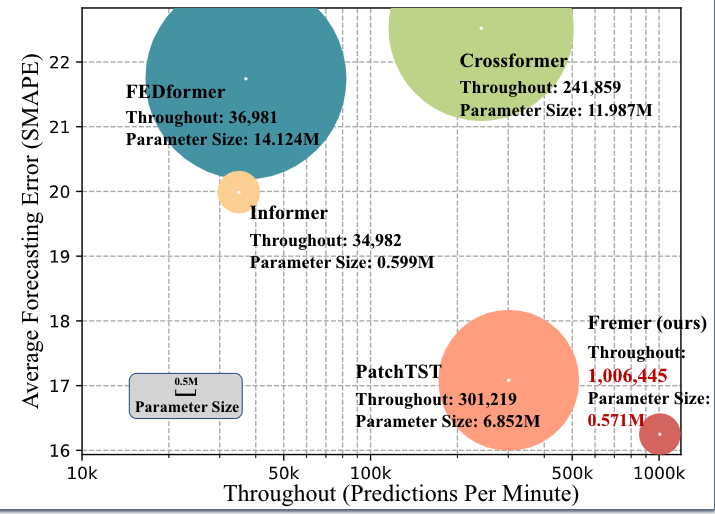 Average Forecasting Error (SMAPE)
22
21
20
19
18
17
16
FEDformer
Throughout: 36,981
Parameter Size: 14.124M
Crossformer
Throughout: 241,859
Parameter Size: 11.987M
Informer
Throughout: 34,982
Parameter Size: 0.599M
PatchTST
Throughout: 301,219
Parameter Size: 6.852M
Fremer (ours)
Throughout:
1,006,445
Parameter Size:
0.571M
0.5M
Parameter Size
10k
50k
100k
500k
1000k
Throughout (Predictions Per Minute)